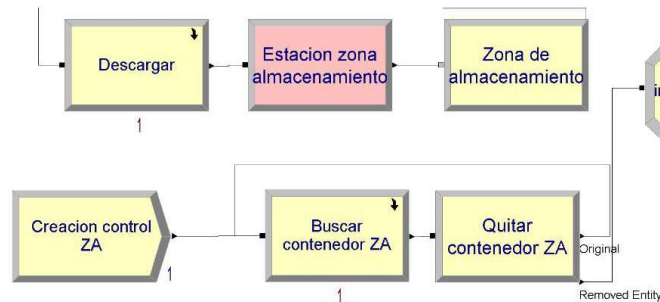 Descargar
Estacion zona
almacenamiento
Zona de
almacenamiento
1
Creacion control
ZA
1
Buscar
contenedor ZA
1
Quitar
contenedor ZA
Original
Removed Entity